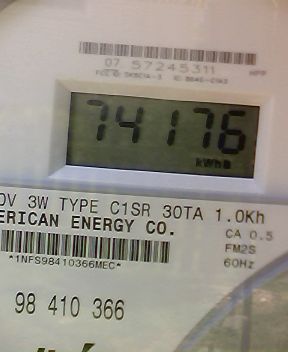 07 57245311
74176
kWh
0V 3W TYPE C1SR 30TA 1.0Kh
ERICAN ENERGY CO.
CA 0.5
FM2S
*1NFS98410366MEC*
60Hz
98 410 366